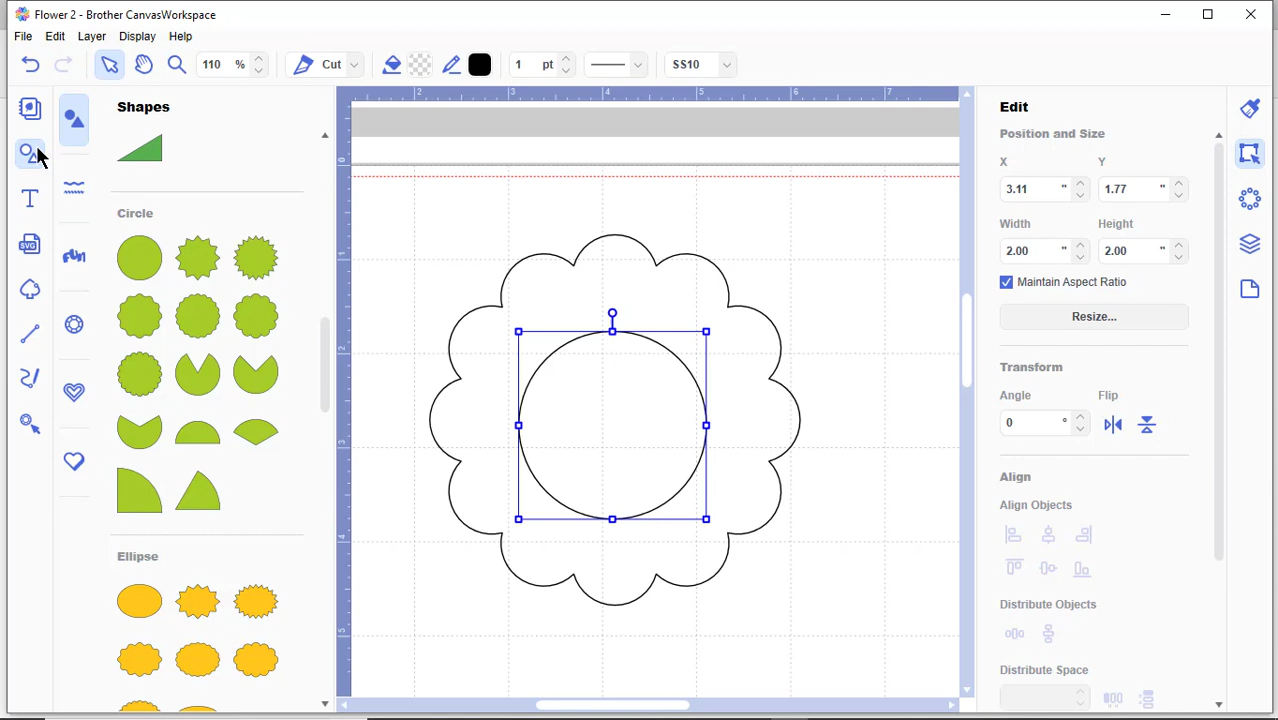 Flower 2 - Brother CanvasWorkspace
File Edit Layer Display Help
110 % Cut 1 pt SS10
Shapes
Circle
Ellipse
T
SVG
fun
2 3 4 5 6 7
0
1
2
3
4
5
Edit
Position and Size
X Y
3.11 " 1.77 "
Width Height
2.00 " 2.00 "
Maintain Aspect Ratio
Resize...
Transform
Angle Flip
0 °
Align
Align Objects
Distribute Objects
Distribute Space